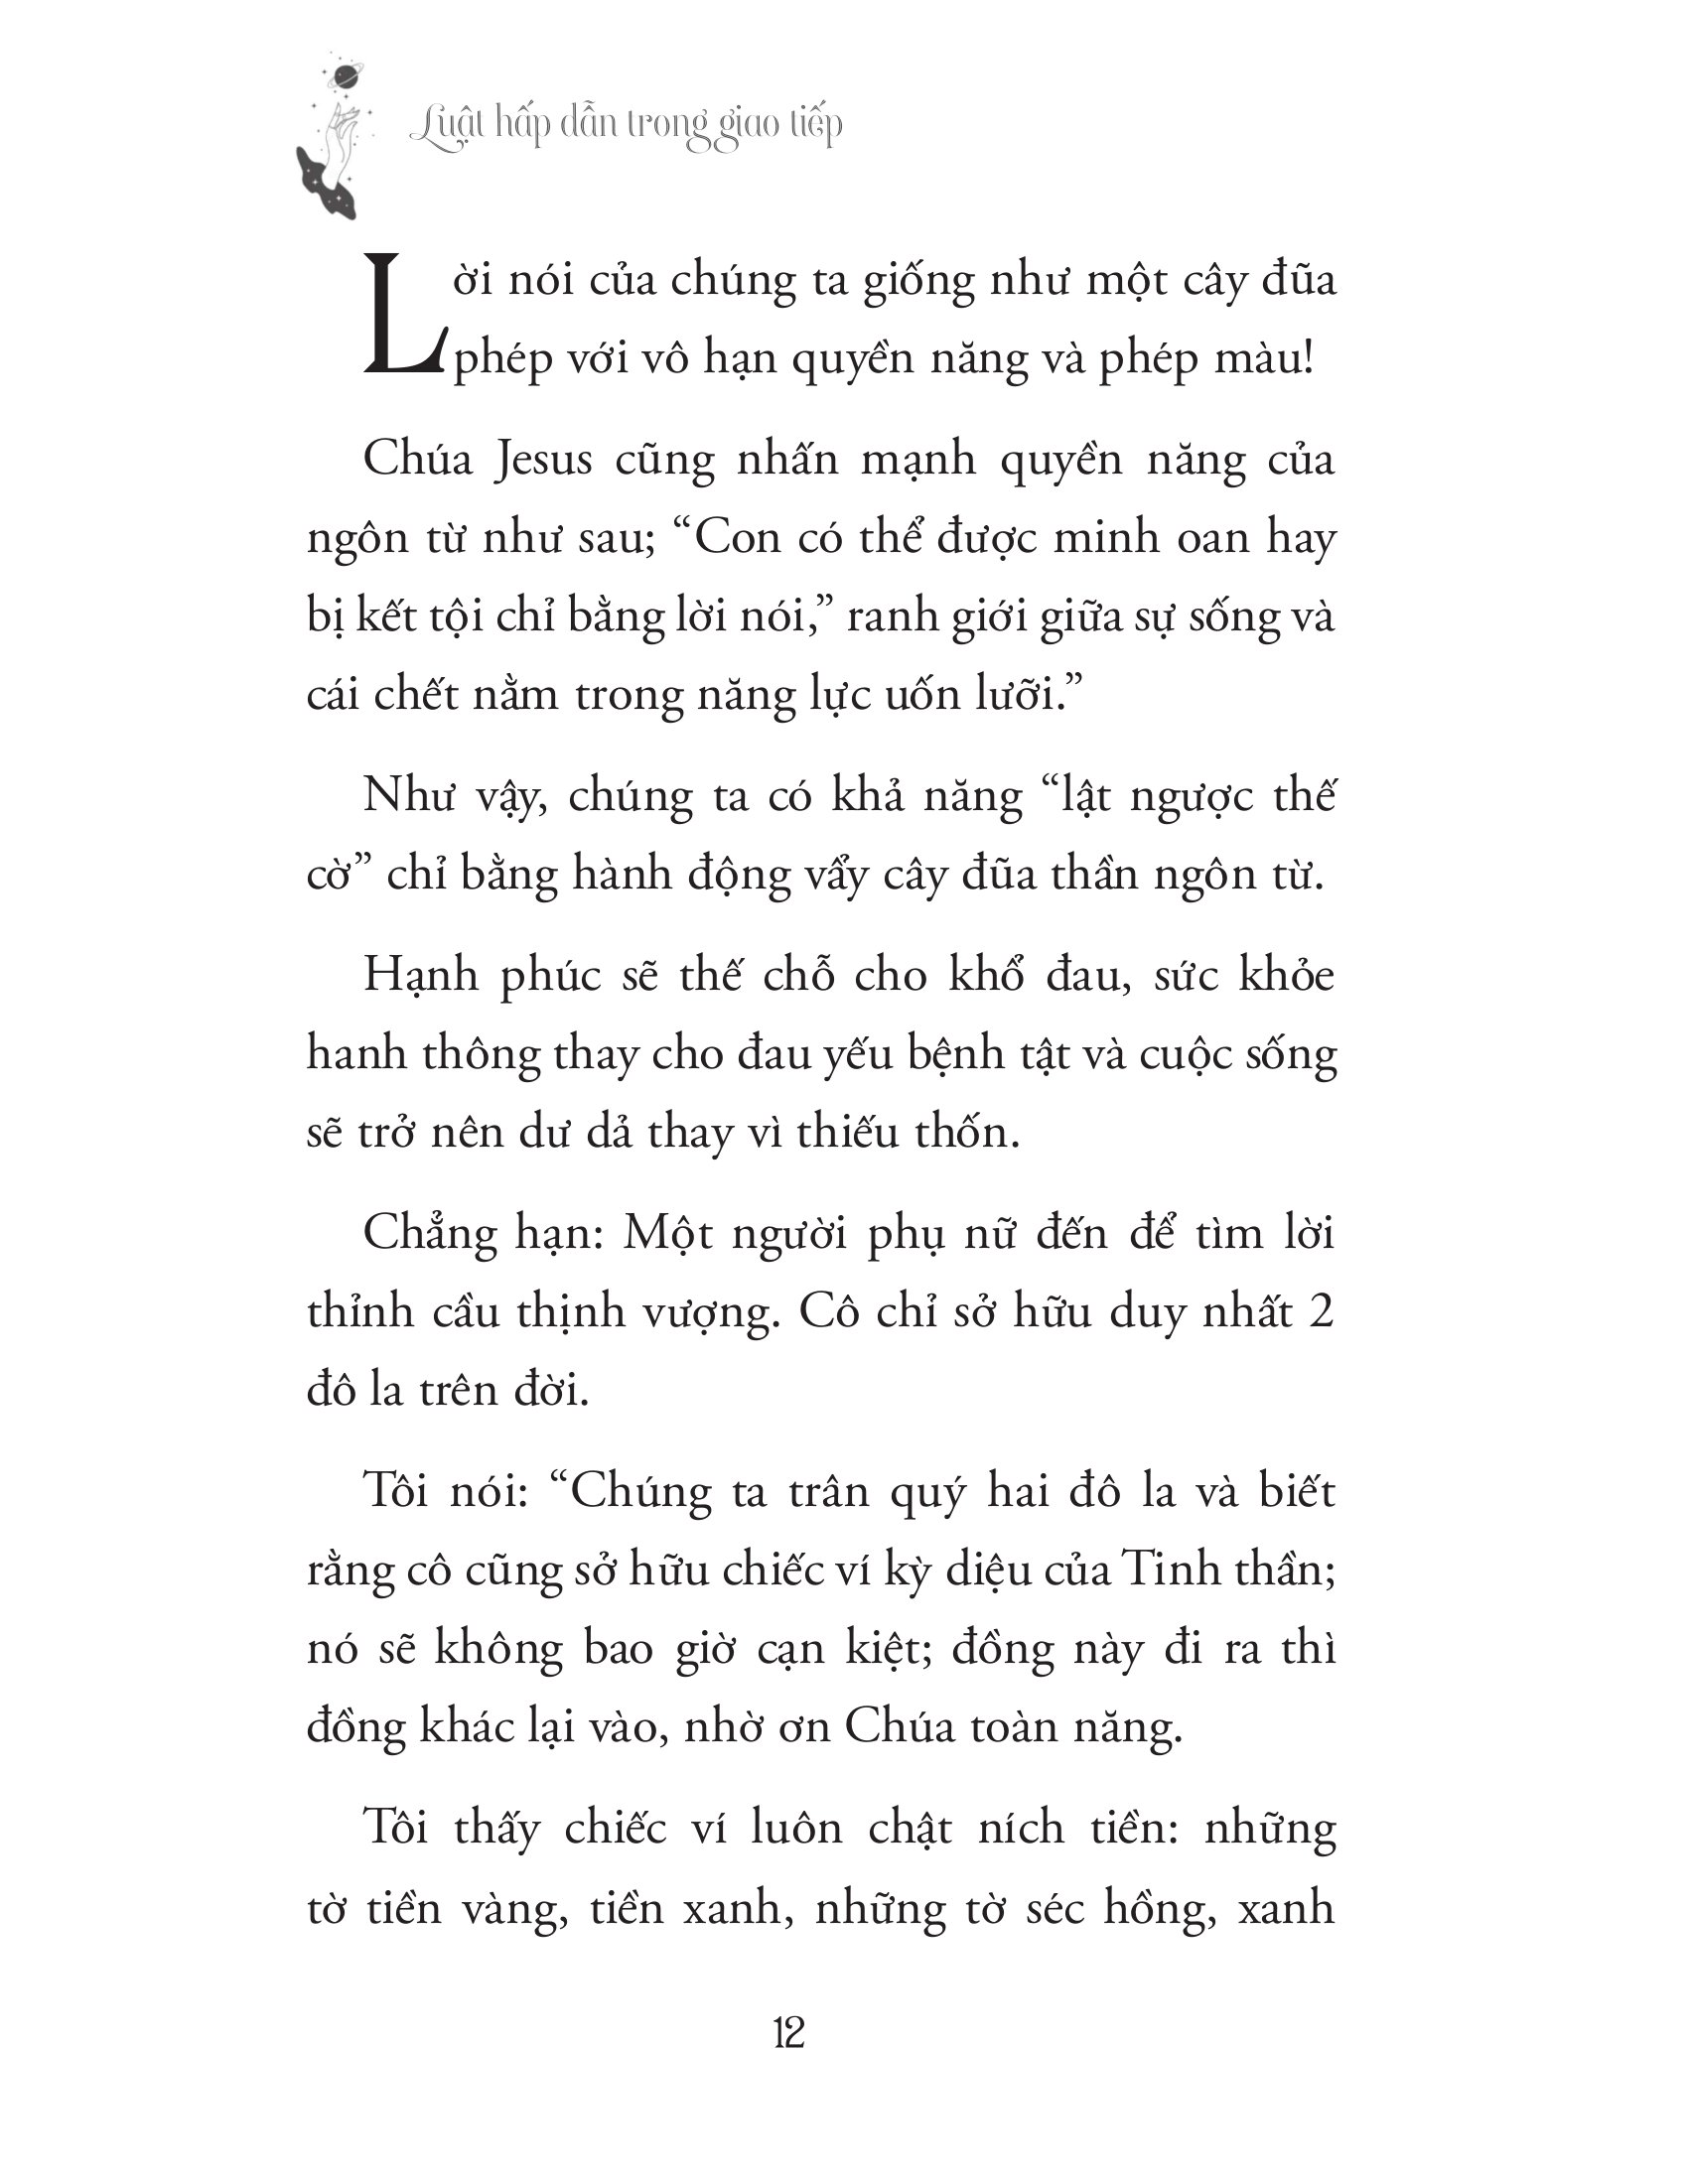 Luật hấp dẫn trong giao tiếp
Lời nói của chúng ta giống như một cây đũa
phép với vô hạn quyền năng và phép màu!
Chúa Jesus cũng nhấn mạnh quyền năng của
ngôn từ như sau; “Con có thể được minh oan hay
bị kết tội chỉ bằng lời nói,” ranh giới giữa sự sống và
cái chết nằm trong năng lực uốn lưỡi.”
Như vậy, chúng ta có khả năng “lật ngược thế
cờ” chỉ bằng hành động vẩy cây đũa thần ngôn từ.
Hạnh phúc sẽ thế chỗ cho khổ đau, sức khỏe
hanh thông thay cho đau yếu bệnh tật và cuộc sống
sẽ trở nên dư dả thay vì thiếu thốn.
Chẳng hạn: Một người phụ nữ đến để tìm lời
thỉnh cầu thịnh vượng. Cô chỉ sở hữu duy nhất 2
đô la trên đời.
Tôi nói: “Chúng ta trân quý hai đô la và biết
rằng cô cũng sở hữu chiếc ví kỳ diệu của Tinh thần;
nó sẽ không bao giờ cạn kiệt; đồng này đi ra thì
đồng khác lại vào, nhờ ơn Chúa toàn năng.
Tôi thấy chiếc ví luôn chật ních tiền: những
tờ tiền vàng, tiền xanh, những tờ séc hồng, xanh
12